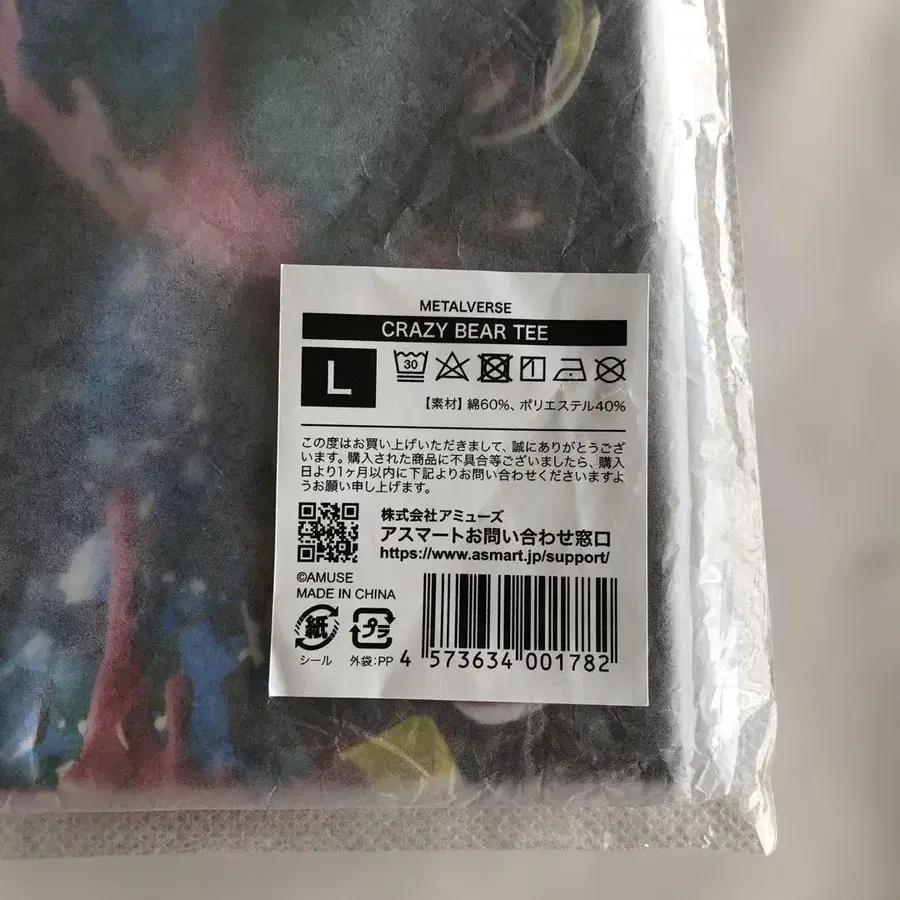 METALVERSE
CRAZY BEAR TEE
L
30
【素材】綿60%、ポリエステル40%
この度はお買い上げいただきまして、誠にありがとうござ
います。購入された商品に不具合等ございましたら、購入
日より1ヶ月以内に下記よりお問い合わせくださいますよ
うお願い申し上げます。
株式会社アミューズ
アスマートお問い合わせ窓口
https://www.asmart.jp/support/
©AMUSE
MADE IN CHINA
紙
プラ
シール
外袋:PP
4 573634 001782